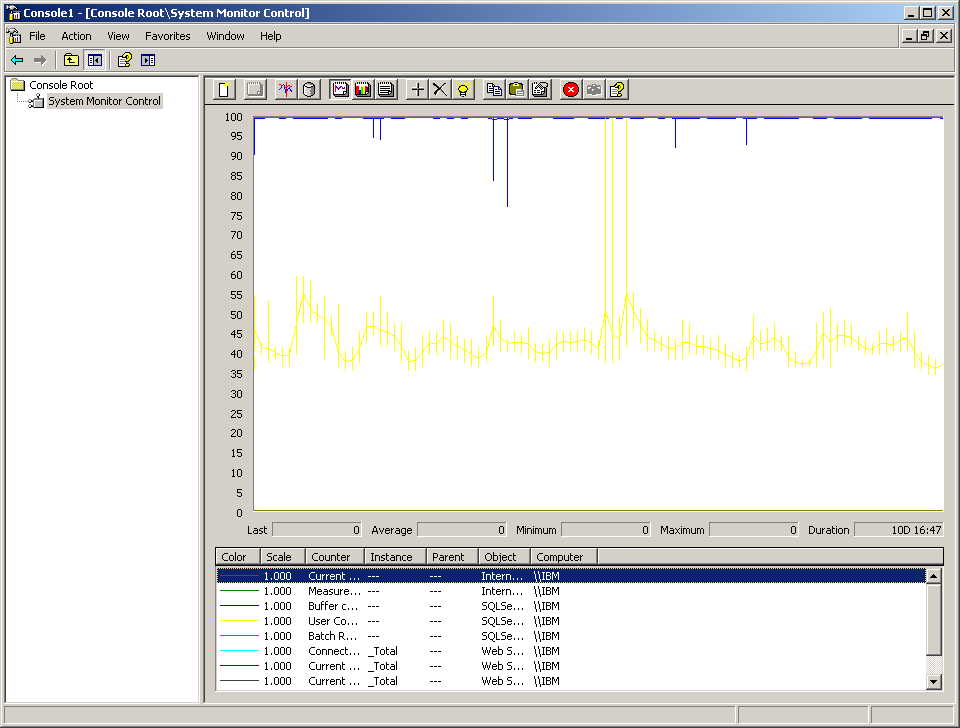 Console1 - [Console Root\System Monitor Control]
File Action View Favorites Window Help
Console Root
System Monitor Control
100
95
90
85
80
75
70
65
60
55
50
45
40
35
30
25
20
15
10
5
0
Last 0 Average 0 Minimum 0 Maximum 0 Duration 10D 16:47
Color Scale Counter Instance Parent Object Computer
1.000 Current ... --- --- Intern... \\IBM
1.000 Measure... --- --- Intern... \\IBM
1.000 Buffer c... --- --- SQLSe... \\IBM
1.000 User Co... --- --- SQLSe... \\IBM
1.000 Batch R... --- --- SQLSe... \\IBM
1.000 Connect... _Total --- Web S... \\IBM
1.000 Current ... _Total --- Web S... \\IBM
1.000 Current ... _Total --- Web S... \\IBM